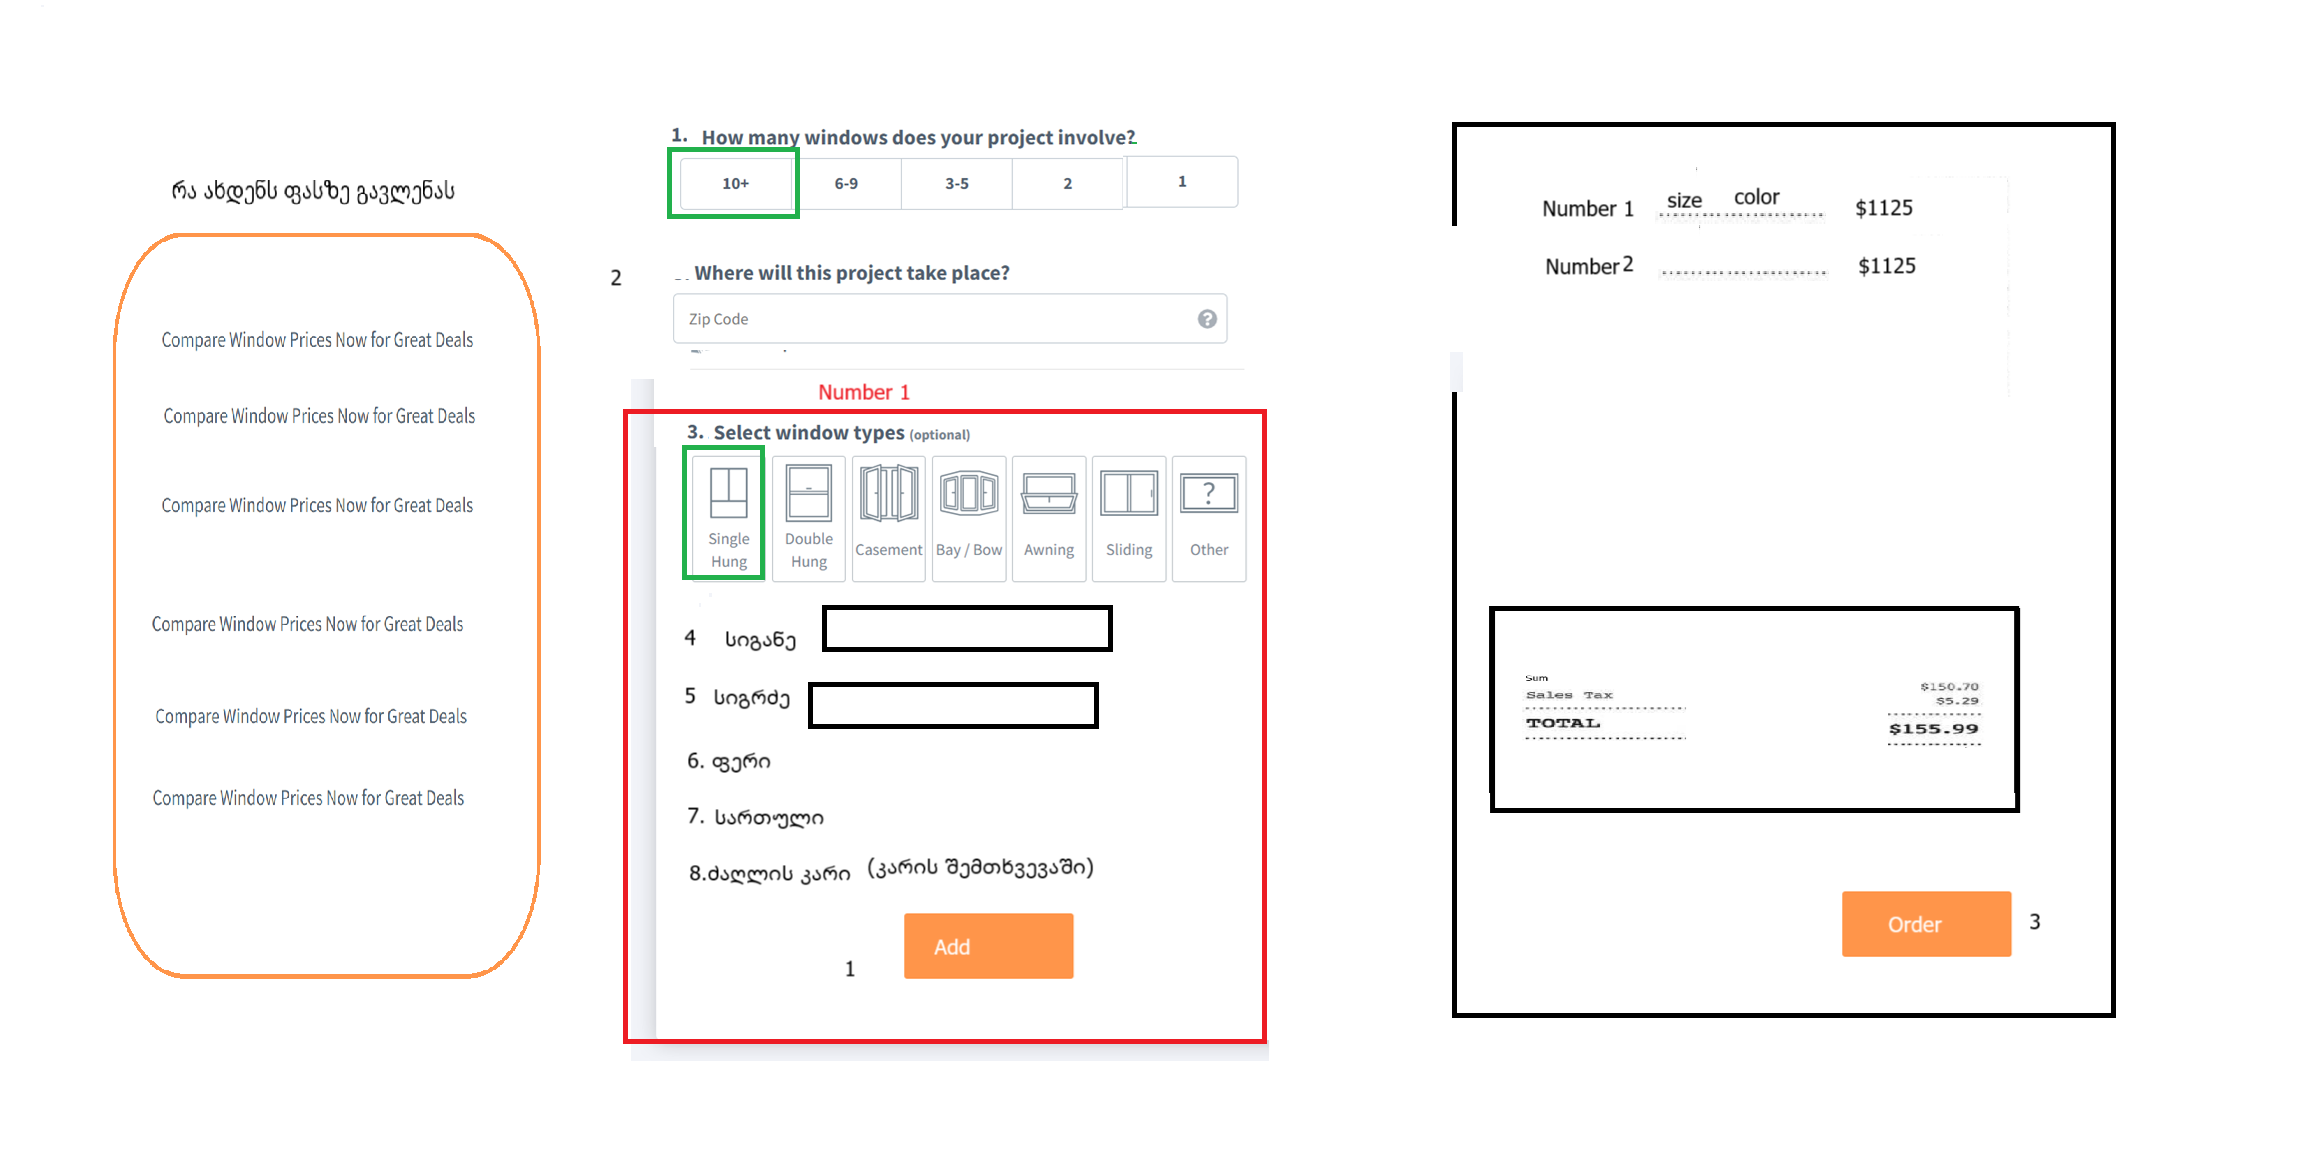 რა ახდენს ფასზე გავლენას
Compare Window Prices Now for Great Deals
Compare Window Prices Now for Great Deals
Compare Window Prices Now for Great Deals
Compare Window Prices Now for Great Deals
Compare Window Prices Now for Great Deals
Compare Window Prices Now for Great Deals
1. How many windows does your project involve?
10+ 6-9 3-5 2 1
2 Where will this project take place?
Zip Code ?
Number 1
3. Select window types (optional)
?
Single Hung
Double Hung
Casement
Bay / Bow
Awning
Sliding
Other
4 სიგანე
5 სიგრძე
6. ფერი
7. სართული
8.ძაღლის კარი (კარის შემთხვევაში)
Add
1
Number 1 size color $1125
Number2 $1125
Sum $150.70
Sales Tax $5.29
TOTAL $155.99
Order 3